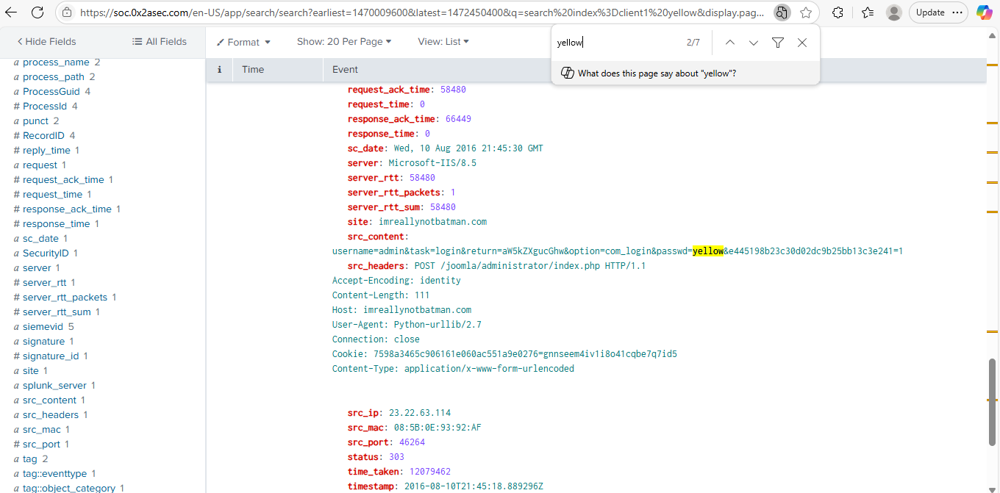 https://soc.0x2asec.com/en-US/app/search/search?earliest=1470009600&latest=1472450400&q=search%20index%3Dclient1%20yellow&display.pag...
Update
yellow 2/7
What does this page say about "yellow"?
Hide Fields All Fields
Format Show: 20 Per Page View: List
i Time Event
a process_name 2
a process_path 2
a ProcessGuid 4
# ProcessId 4
a punct 2
# RecordID 4
# reply_time 1
a request 1
# request_ack_time 1
# request_time 1
# response_ack_time 1
# response_time 1
a sc_date 1
a SecurityID 1
a server 1
# server_rtt 1
# server_rtt_packets 1
# server_rtt_sum 1
a siemevid 5
a signature 1
# signature_id 1
a site 1
a splunk_server 1
a src_content 1
a src_headers 1
a src_mac 1
# src_port 1
a tag 2
a tag::eventtype 1
a tag::object_category 1
request_ack_time: 58480
request_time: 0
response_ack_time: 66449
response_time: 0
sc_date: Wed, 10 Aug 2016 21:45:30 GMT
server: Microsoft-IIS/8.5
server_rtt: 58480
server_rtt_packets: 1
server_rtt_sum: 58480
site: imreallynotbatman.com
src_content:
username=admin&task=login&return=aW5kZXgucGhw&option=com_login&passwd=yellow&e445198b23c30d02dc9b25bb13c3e241=1
src_headers: POST /joomla/administrator/index.php HTTP/1.1
Accept-Encoding: identity
Content-Length: 111
Host: imreallynotbatman.com
User-Agent: Python-urllib/2.7
Connection: close
Cookie: 7598a3465c906161e060ac551a9e0276=gnnseem4iv1i8o41cqbe7q7id5
Content-Type: application/x-www-form-urlencoded
src_ip: 23.22.63.114
src_mac: 08:5B:0E:93:92:AF
src_port: 46264
status: 303
time_taken: 12079462
timestamp: 2016-08-10T21:45:18.889296Z